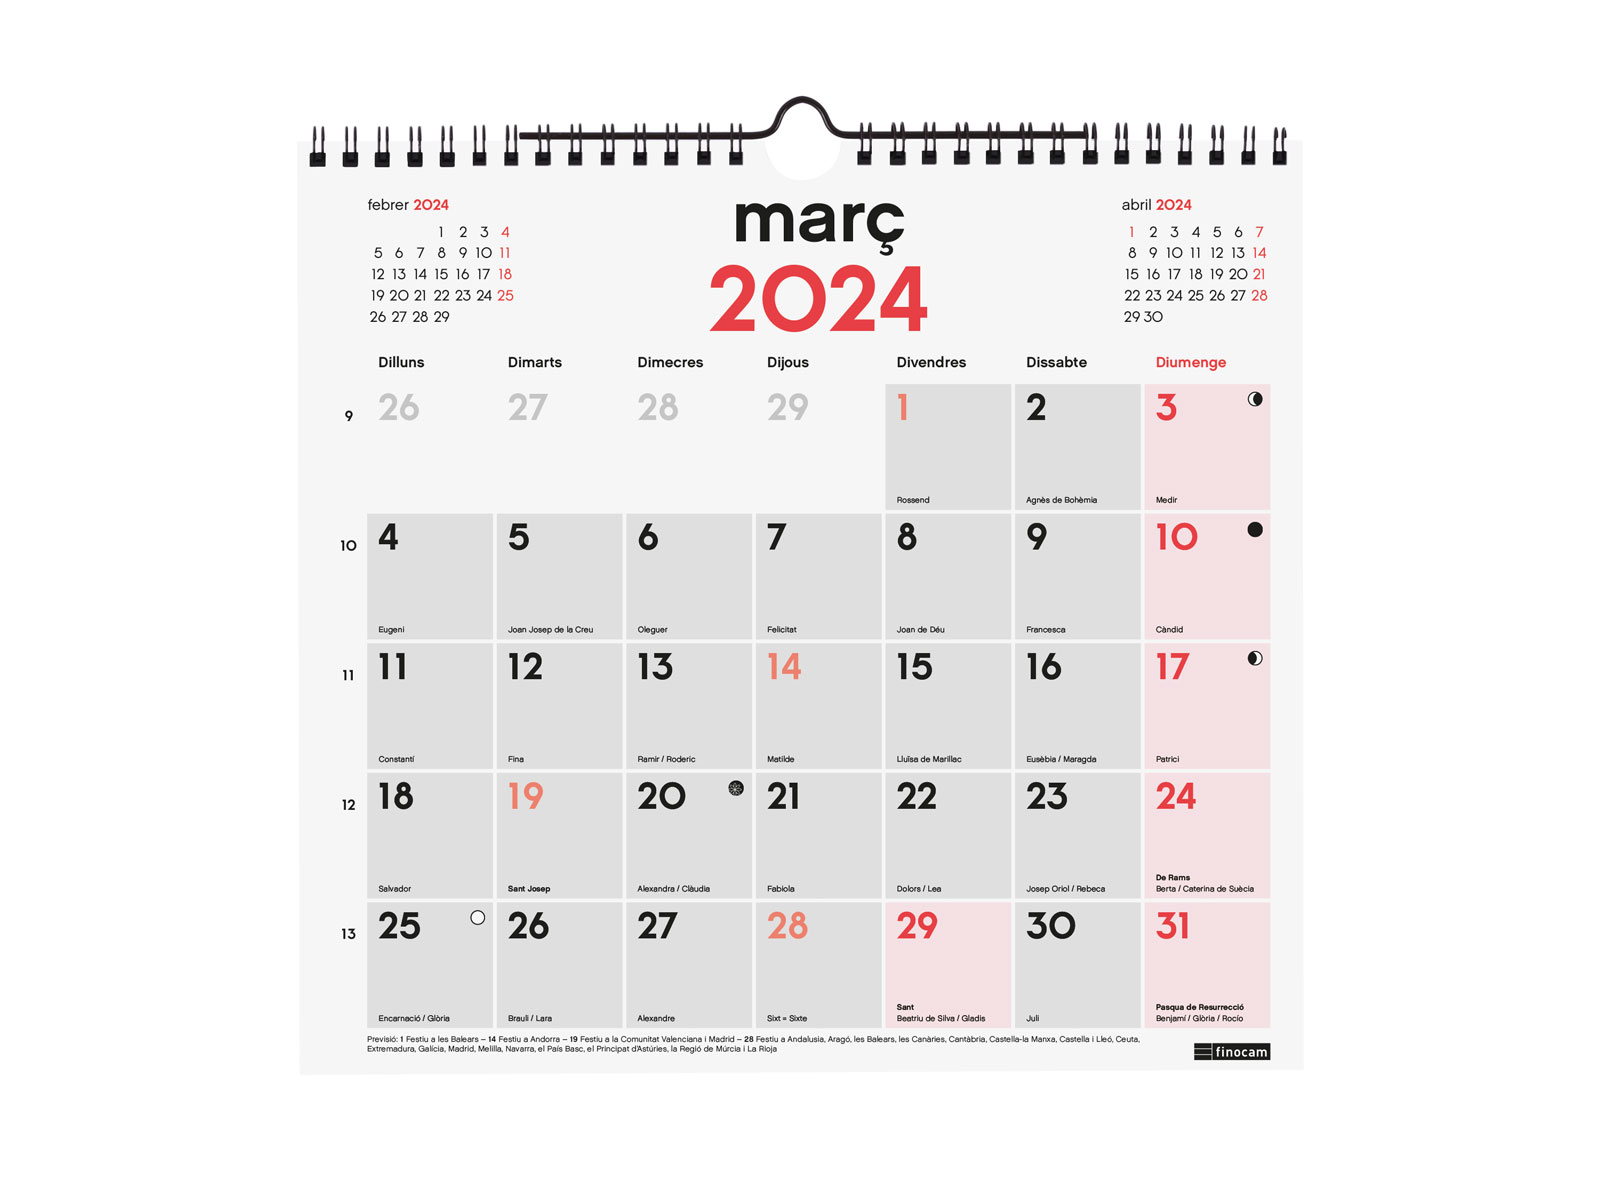 febrer 2024
1 2 3 4
5 6 7 8 9 10 11
12 13 14 15 16 17 18
19 20 21 22 23 24 25
26 27 28 29
març
2024
abril 2024
1 2 3 4 5 6 7
8 9 10 11 12 13 14
15 16 17 18 19 20 21
22 23 24 25 26 27 28
29 30
Dilluns Dimarts Dimecres Dijous Divendres Dissabte Diumenge
9 26 27 28 29 1 2 3
Rossend Agnès de Bohèmia Medir
10 4 5 6 7 8 9 10
Eugeni Joan Josep de la Creu Oleguer Felicitat Joan de Déu Francesca Càndid
11 11 12 13 14 15 16 17
Constantí Fina Ramir / Roderic Matilde Lluïsa de Marillac Eusèbia / Maragda Patrici
12 18 19 20 21 22 23 24
De Rams
Salvador Sant Josep Alexandra / Clàudia Fabiola Dolors / Lea Josep Oriol / Rebeca Berta / Caterina de Suècia
13 25 26 27 28 29 30 31
Sant Pasqua de Resurrecció
Encarnació / Glòria Brauli / Lara Alexandre Sixt = Sixte Beatriu de Silva / Gladis Juli Benjamí / Glòria / Rocío
Previsió: 1 Festiu a les Balears – 14 Festiu a Andorra – 19 Festiu a la Comunitat Valenciana i Madrid – 28 Festiu a Andalusia, Aragó, les Balears, les Canàries, Cantàbria, Castella-la Manxa, Castella i Lleó, Ceuta,
Extremadura, Galícia, Madrid, Melilla, Navarra, el País Basc, el Principat d'Astúries, la Regió de Múrcia i La Rioja
finocam